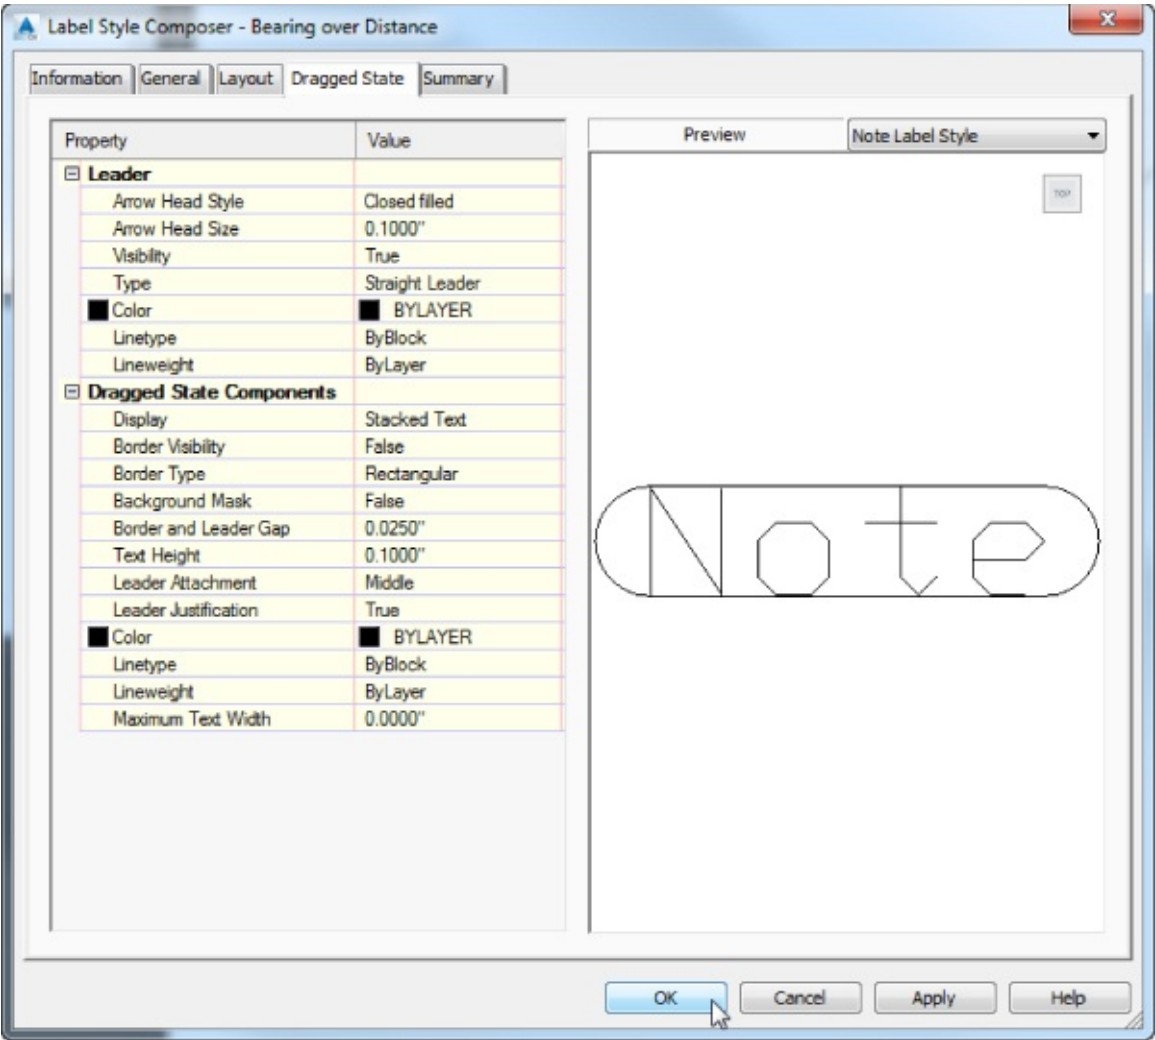 Label Style Composer - Bearing over Distance
Information General Layout Dragged State Summary
Property Value
Leader
Arrow Head Style Closed filled
Arrow Head Size 0.1000"
Visibility True
Type Straight Leader
Color BYLAYER
Linetype ByBlock
Lineweight ByLayer
Dragged State Components
Display Stacked Text
Border Visibility False
Border Type Rectangular
Background Mask False
Border and Leader Gap 0.0250"
Text Height 0.1000"
Leader Attachment Middle
Leader Justification True
Color BYLAYER
Linetype ByBlock
Lineweight ByLayer
Maximum Text Width 0.0000"
Preview Note Label Style
TOP
Note
OK Cancel Apply Help